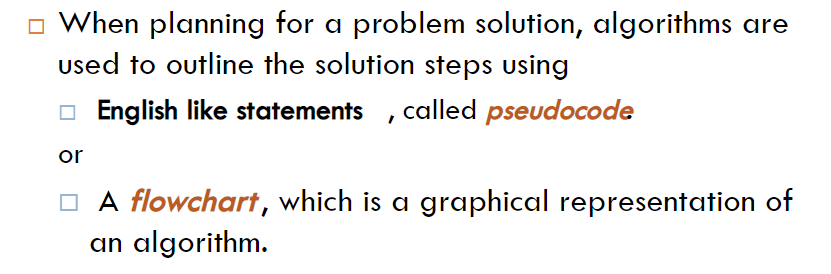 When planning for a problem solution, algorithms are
used to outline the solution steps using
English like statements , called pseudocode.
or
A flowchart, which is a graphical representation of
an algorithm.